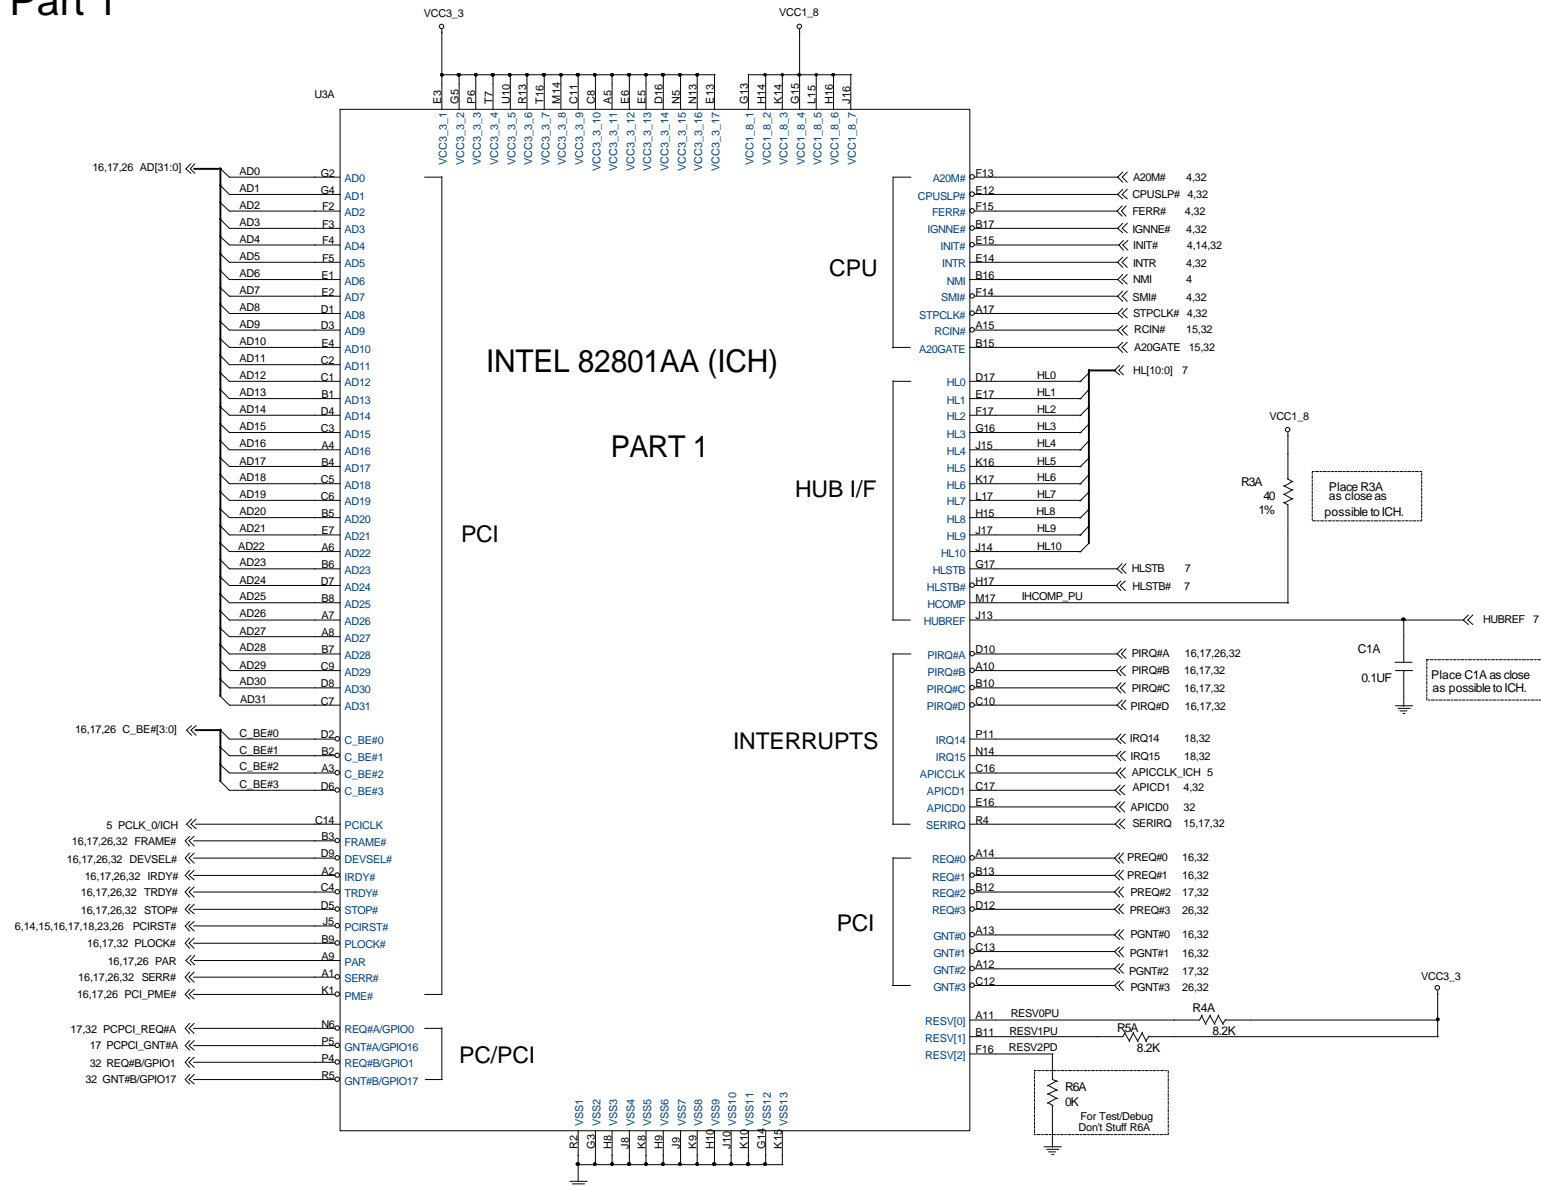 Part 1
VCC3_3
VCC1_8
U3A
E3 G5 P6 T7 U10 R13 T16 M14 C11 C8 A5 E6 E5 D16 N5 N13 E13
G13 H14 K14 G15 L15 H16 J16
VCC3_3_1 VCC3_3_2 VCC3_3_3 VCC3_3_4 VCC3_3_5 VCC3_3_6 VCC3_3_7 VCC3_3_8 VCC3_3_9 VCC3_3_10 VCC3_3_11 VCC3_3_12 VCC3_3_13 VCC3_3_14 VCC3_3_15 VCC3_3_16 VCC3_3_17
VCC1_8_1 VCC1_8_2 VCC1_8_3 VCC1_8_4 VCC1_8_5 VCC1_8_6 VCC1_8_7
16,17,26 AD[31:0]
AD0 G2 AD0
AD1 G4 AD1
AD2 F2 AD2
AD3 F3 AD3
AD4 F4 AD4
AD5 F5 AD5
AD6 E1 AD6
AD7 E2 AD7
AD8 D1 AD8
AD9 D3 AD9
AD10 E4 AD10
AD11 C2 AD11
AD12 C1 AD12
AD13 B1 AD13
AD14 D4 AD14
AD15 C3 AD15
AD16 A4 AD16
AD17 B4 AD17
AD18 C5 AD18
AD19 C6 AD19
AD20 B5 AD20
AD21 E7 AD21
AD22 A6 AD22
AD23 B6 AD23
AD24 D7 AD24
AD25 B8 AD25
AD26 A7 AD26
AD27 A8 AD27
AD28 B7 AD28
AD29 C9 AD29
AD30 D8 AD30
AD31 C7 AD31
16,17,26 C_BE#[3:0]
C_BE#0 D2 C_BE#0
C_BE#1 B2 C_BE#1
C_BE#2 A3 C_BE#2
C_BE#3 D6 C_BE#3
5 PCLK_0/ICH C14 PCICLK
16,17,26,32 FRAME# B3 FRAME#
16,17,26,32 DEVSEL# D9 DEVSEL#
16,17,26,32 IRDY# A2 IRDY#
16,17,26,32 TRDY# C4 TRDY#
16,17,26,32 STOP# D5 STOP#
6,14,15,16,17,18,23,26 PCIRST# J5 PCIRST#
16,17,32 PLOCK# B9 PLOCK#
16,17,26 PAR A9 PAR
16,17,26,32 SERR# A1 SERR#
16,17,26 PCI_PME# K1 PME#
17,32 PCPCI_REQ#A N6 REQ#A/GPIO0
17 PCPCI_GNT#A P5 GNT#A/GPIO16
32 REQ#B/GPIO1 P4 REQ#B/GPIO1
32 GNT#B/GPIO17 R5 GNT#B/GPIO17
PCI
PC/PCI
INTEL 82801AA (ICH)
PART 1
CPU
A20M# F13 A20M# 4,32
CPUSLP# E12 CPUSLP# 4,32
FERR# F15 FERR# 4,32
IGNNE# B17 IGNNE# 4,32
INIT# E15 INIT# 4,14,32
INTR E14 INTR 4,32
NMI B16 NMI 4
SMI# F14 SMI# 4,32
STPCLK# A17 STPCLK# 4,32
RCIN# A15 RCIN# 15,32
A20GATE B15 A20GATE 15,32
HUB I/F
HL[10:0] 7
HL0 D17 HL0
HL1 E17 HL1
HL2 F17 HL2
HL3 G16 HL3
HL4 J15 HL4
HL5 K16 HL5
HL6 K17 HL6
HL7 L17 HL7
HL8 H15 HL8
HL9 J17 HL9
HL10 J14 HL10
HLSTB G17 HLSTB 7
HLSTB# H17 HLSTB# 7
HCOMP M17 IHCOMP_PU
HUBREF J13 HUBREF 7
VCC1_8
R3A
40
1%
Place R3A
as close as
possible to ICH.
C1A
0.1UF
Place C1A as close
as possible to ICH.
INTERRUPTS
PIRQ#A D10 PIRQ#A 16,17,26,32
PIRQ#B A10 PIRQ#B 16,17,32
PIRQ#C B10 PIRQ#C 16,17,32
PIRQ#D C10 PIRQ#D 16,17,32
IRQ14 P11 IRQ14 18,32
IRQ15 N14 IRQ15 18,32
APICCLK C16 APICCLK_ICH 5
APICD1 C17 APICD1 4,32
APICD0 E16 APICD0 32
SERIRQ R4 SERIRQ 15,17,32
PCI
REQ#0 A14 PREQ#0 16,32
REQ#1 B13 PREQ#1 16,32
REQ#2 B12 PREQ#2 17,32
REQ#3 D12 PREQ#3 26,32
GNT#0 A13 PGNT#0 16,32
GNT#1 C13 PGNT#1 16,32
GNT#2 A12 PGNT#2 17,32
GNT#3 C12 PGNT#3 26,32
VCC3_3
RESV[0] A11 RESV0PU R4A 8.2K
RESV[1] B11 RESV1PU R5A 8.2K
RESV[2] F16 RESV2PD
R6A
0K
For Test/Debug
Don't Stuff R6A
VSS1 VSS2 VSS3 VSS4 VSS5 VSS6 VSS7 VSS8 VSS9 VSS10 VSS11 VSS12 VSS13
R2 G3 H8 J8 K8 H9 J9 K9 H10 J10 K10 G14 K15